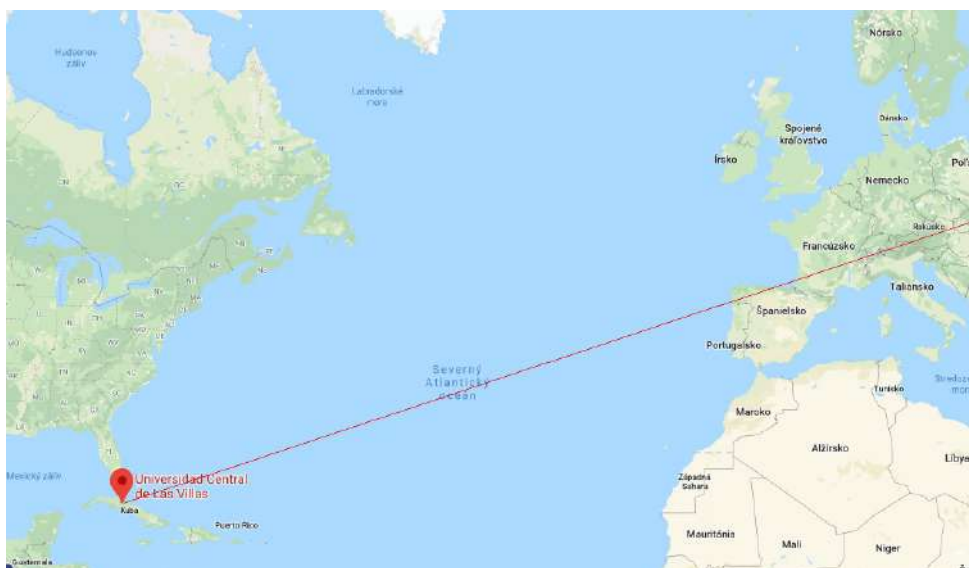 Hudsonov
záliv
Labradorské
more
Nórsko
Dánsko
Spojené
kráľovstvo
Írsko
Nemecko
Rakúsko
Francúzsko
Taliansko
Španielsko
Portugalsko
Severný
Atlantický
oceán
Tunisko
Maroko
Alžírsko
Západná
Sahara
Mexický záliv
Universidad Central
de Las Villas
Kuba
Puerto Rico
Mauritánia
Mali
Niger
Guatemala